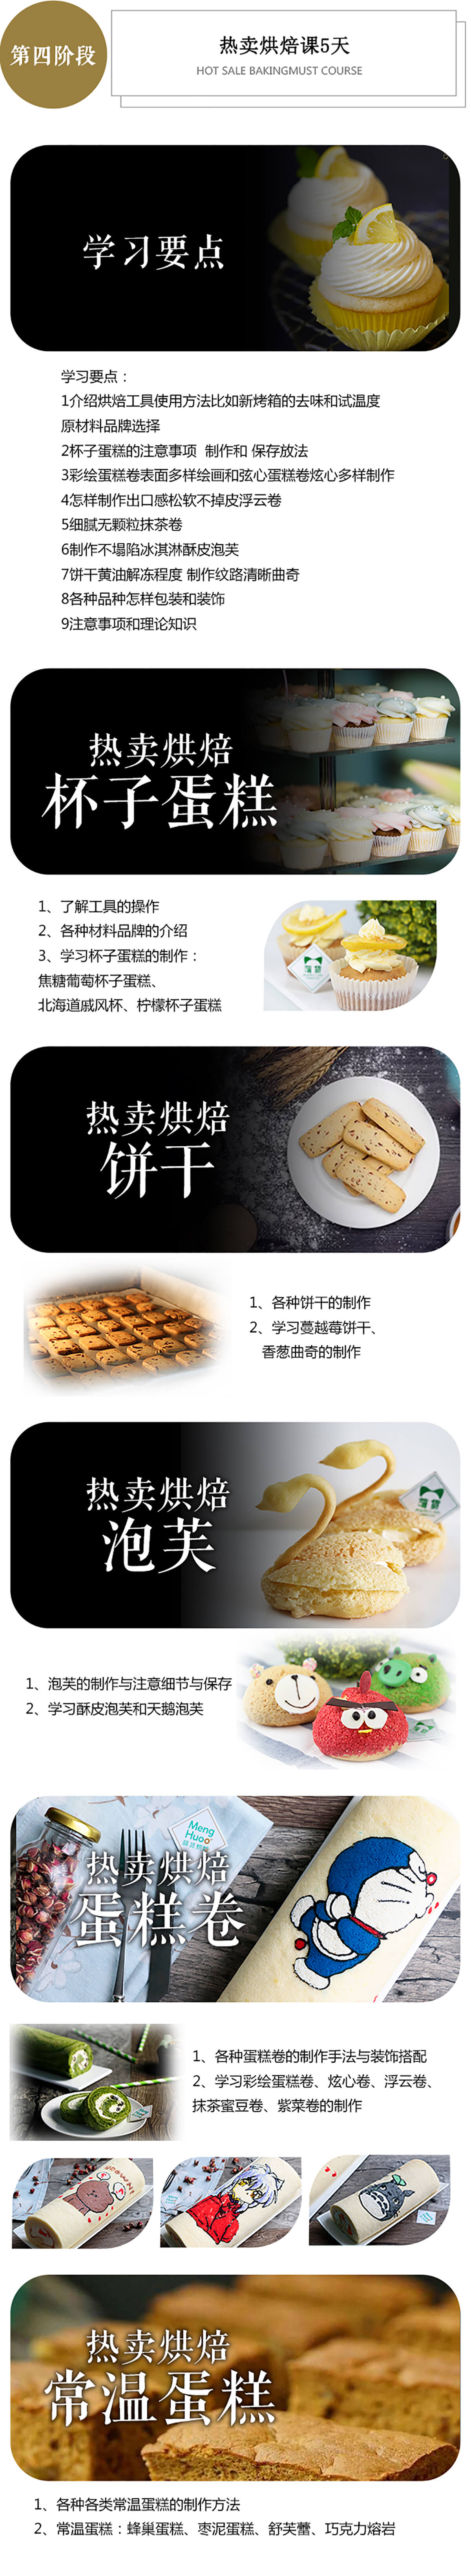 第四阶段
热卖烘焙课5天
HOT SALE BAKINGMUST COURSE
学习要点
学习要点：
1介绍烘焙工具使用方法比如新烤箱的去味和试温度
原材料品牌选择
2杯子蛋糕的注意事项 制作和 保存放法
3彩绘蛋糕卷表面多样绘画和弦心蛋糕卷炫心多样制作
4怎样制作出口感松软不掉皮浮云卷
5细腻无颗粒抹茶卷
6制作不塌陷冰淇淋酥皮泡芙
7饼干黄油解冻程度 制作纹路清晰曲奇
8各种品种怎样包装和装饰
9注意事项和理论知识
热卖烘焙
杯子蛋糕
1、了解工具的操作
2、各种材料品牌的介绍
3、学习杯子蛋糕的制作：
焦糖葡萄杯子蛋糕、
北海道戚风杯、柠檬杯子蛋糕
热卖烘焙
饼干
1、各种饼干的制作
2、学习蔓越莓饼干、
香葱曲奇的制作
热卖烘焙
泡芙
1、泡芙的制作与注意细节与保存
2、学习酥皮泡芙和天鹅泡芙
Meng
Huoo
热卖烘焙
蛋糕卷
1、各种蛋糕卷的制作手法与装饰搭配
2、学习彩绘蛋糕卷、炫心卷、浮云卷、
抹茶蜜豆卷、紫菜卷的制作
热卖烘焙
常温蛋糕
1、各种各类常温蛋糕的制作方法
2、常温蛋糕：蜂巢蛋糕、枣泥蛋糕、舒芙蕾、巧克力熔岩